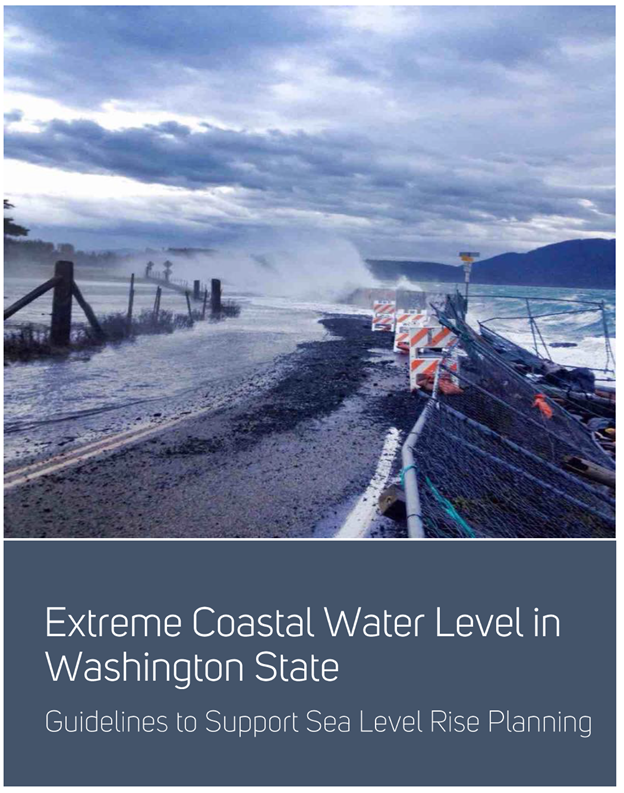 Extreme Coastal Water Level in
Washington State
Guidelines to Support Sea Level Rise Planning